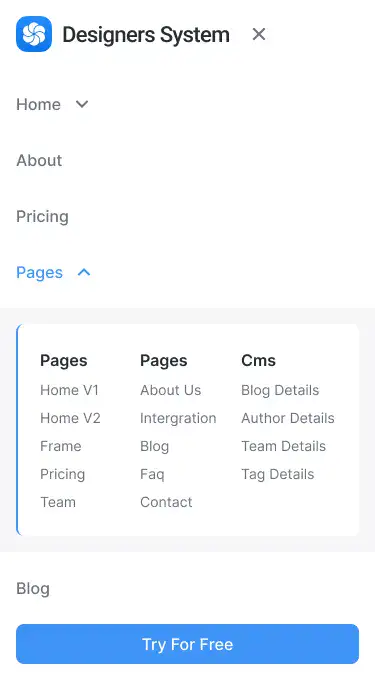 Designers System
Home
About
Pricing
Pages
Pages
Home V1
Home V2
Frame
Pricing
Team
Pages
About Us
Intergration
Blog
Faq
Contact
Cms
Blog Details
Author Details
Team Details
Tag Details
Blog
Try For Free